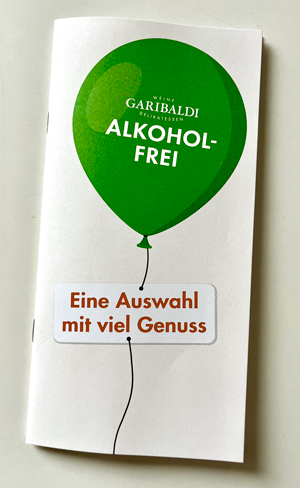 WEINE
GARIBALDI
DELIKATESSEN
ALKOHOL-
FREI
Eine Auswahl
mit viel Genuss